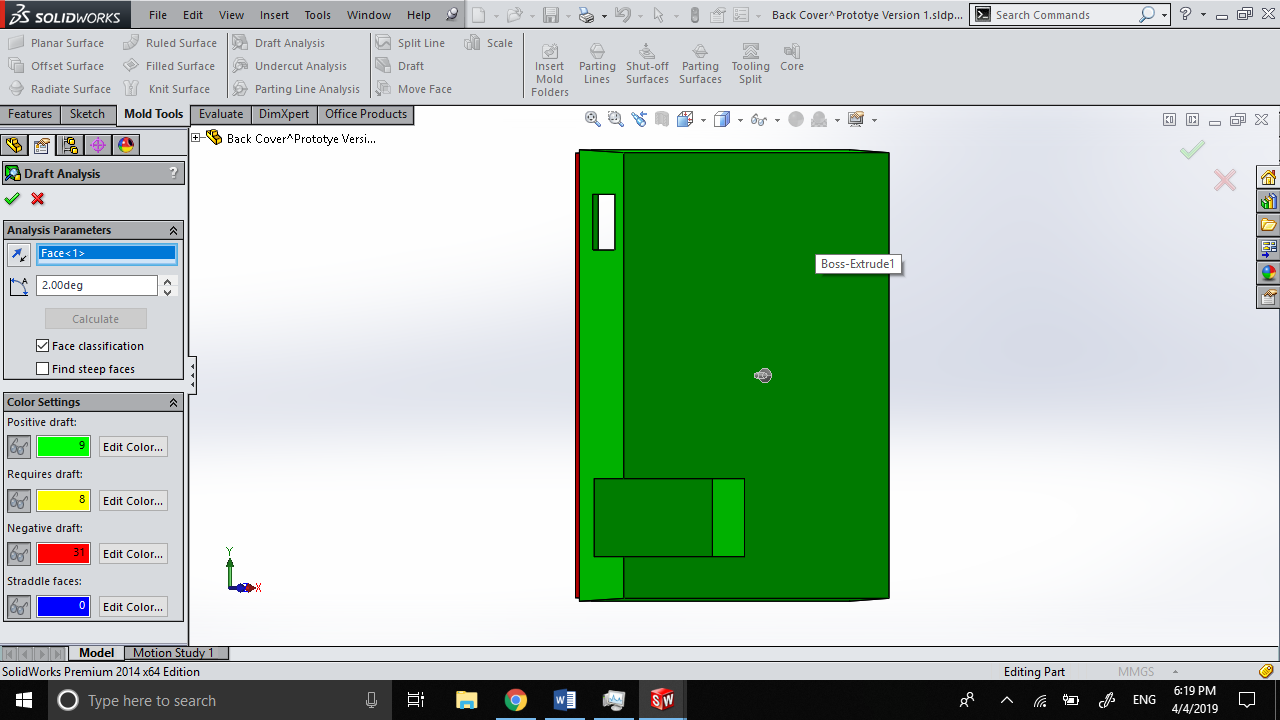 SOLIDWORKS File Edit View Insert Tools Window Help Back Cover^Prototye Version 1.sldp... Search Commands ?
Planar Surface Ruled Surface Draft Analysis Split Line Scale
Offset Surface Filled Surface Undercut Analysis Draft
Radiate Surface Knit Surface Parting Line Analysis Move Face
Insert Mold Folders Parting Lines Shut-off Surfaces Parting Surfaces Tooling Split Core
Features Sketch Mold Tools Evaluate DimXpert Office Products
Back Cover^Prototye Versi...
Draft Analysis ?
Analysis Parameters
Face<1>
2.00deg
Calculate
Face classification
Find steep faces
Color Settings
Positive draft:
9 Edit Color...
Requires draft:
8 Edit Color...
Negative draft:
31 Edit Color...
Straddle faces:
0 Edit Color...
Boss-Extrude1
Y
X
Model Motion Study 1
SolidWorks Premium 2014 x64 Edition Editing Part MMGS
Type here to search ENG 6:19 PM
4/4/2019